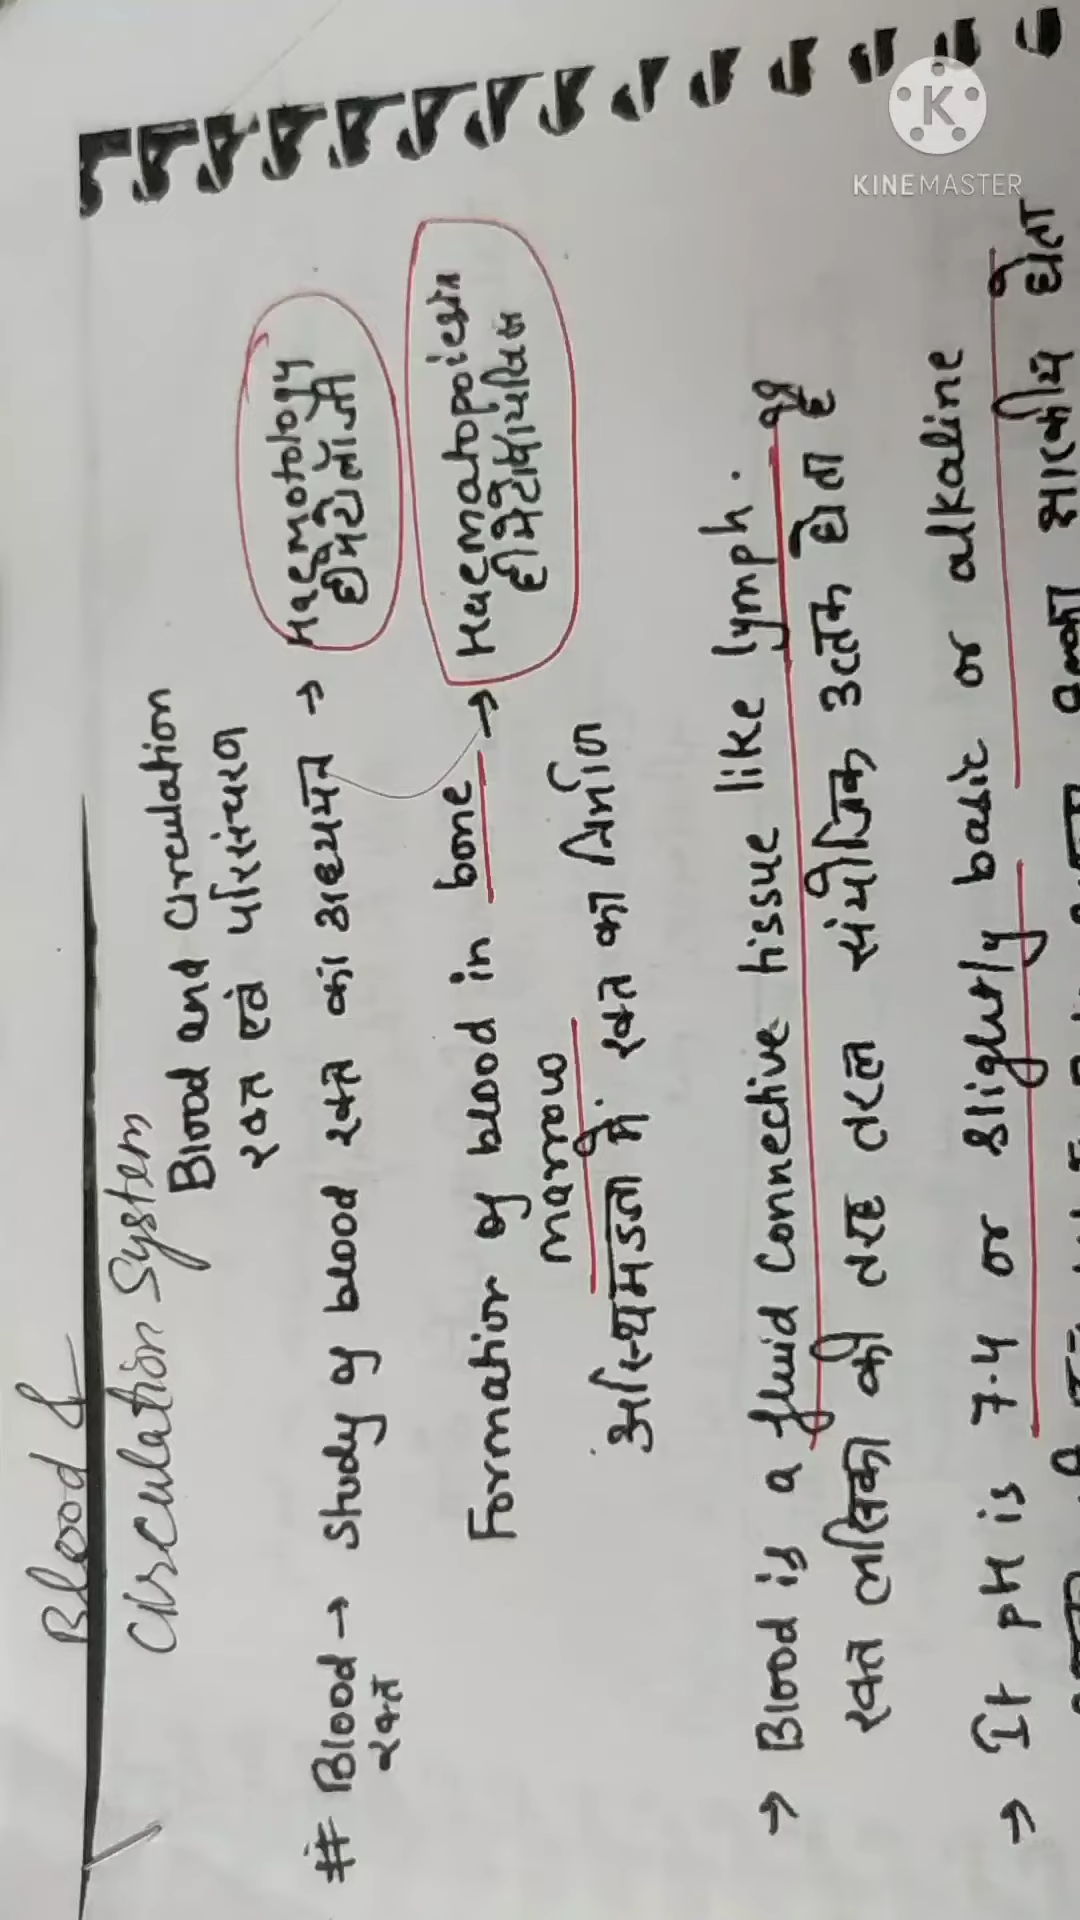 Blood &
Circulation System
Blood and Circulation
रक्त एवं परिसंचरण
# Blood → study of blood रक्त का अध्ययन → Haemotology
रक्त
हीमेटोलॉजी
Formation of blood in bone → Haematopoiesis
marrow
हीमेटोपोयसिस
अस्थिमज्जा में रक्त का निर्माण
→ Blood is a fluid Connective tissue like lymph.
रक्त लसिका की तरह तरल संयोजिक उत्तक होता है
→ It pH is 7.4 or slightly basic or alkaline
KINEMASTER